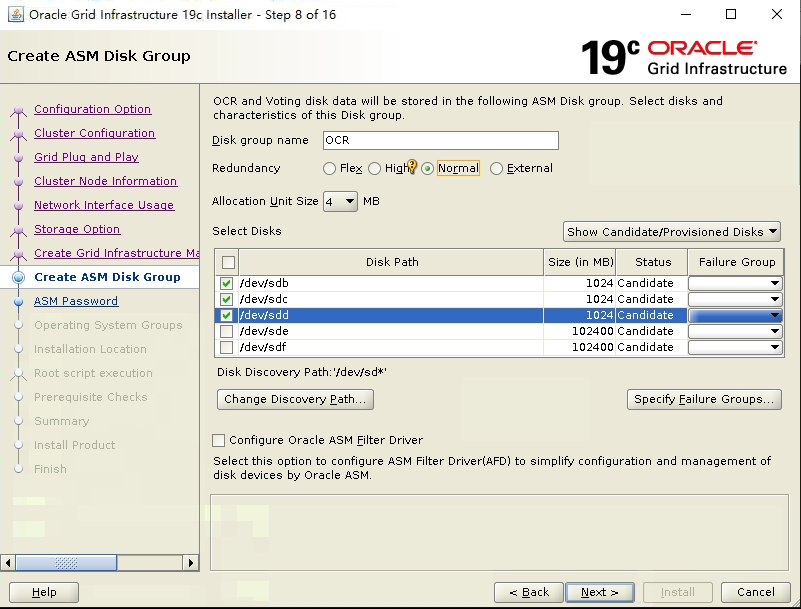 Oracle Grid Infrastructure 19c Installer - Step 8 of 16
Create ASM Disk Group
19c ORACLE
Grid Infrastructure
Configuration Option
Cluster Configuration
Grid Plug and Play
Cluster Node Information
Network Interface Usage
Storage Option
Create Grid Infrastructure Ma
Create ASM Disk Group
ASM Password
Operating System Groups
Installation Location
Root script execution
Prerequisite Checks
Summary
Install Product
Finish
OCR and Voting disk data will be stored in the following ASM Disk group. Select disks and
characteristics of this Disk group.
Disk group name OCR
Redundancy Flex High Normal External
Allocation Unit Size 4 MB
Select Disks Show Candidate/Provisioned Disks
Disk Path Size (in MB) Status Failure Group
/dev/sdb 1024 Candidate
/dev/sdc 1024 Candidate
/dev/sdd 1024 Candidate
/dev/sde 102400 Candidate
/dev/sdf 102400 Candidate
Disk Discovery Path:'/dev/sd*'
Change Discovery Path... Specify Failure Groups...
Configure Oracle ASM Filter Driver
Select this option to configure ASM Filter Driver(AFD) to simplify configuration and management of
disk devices by Oracle ASM.
Help < Back Next > Install Cancel